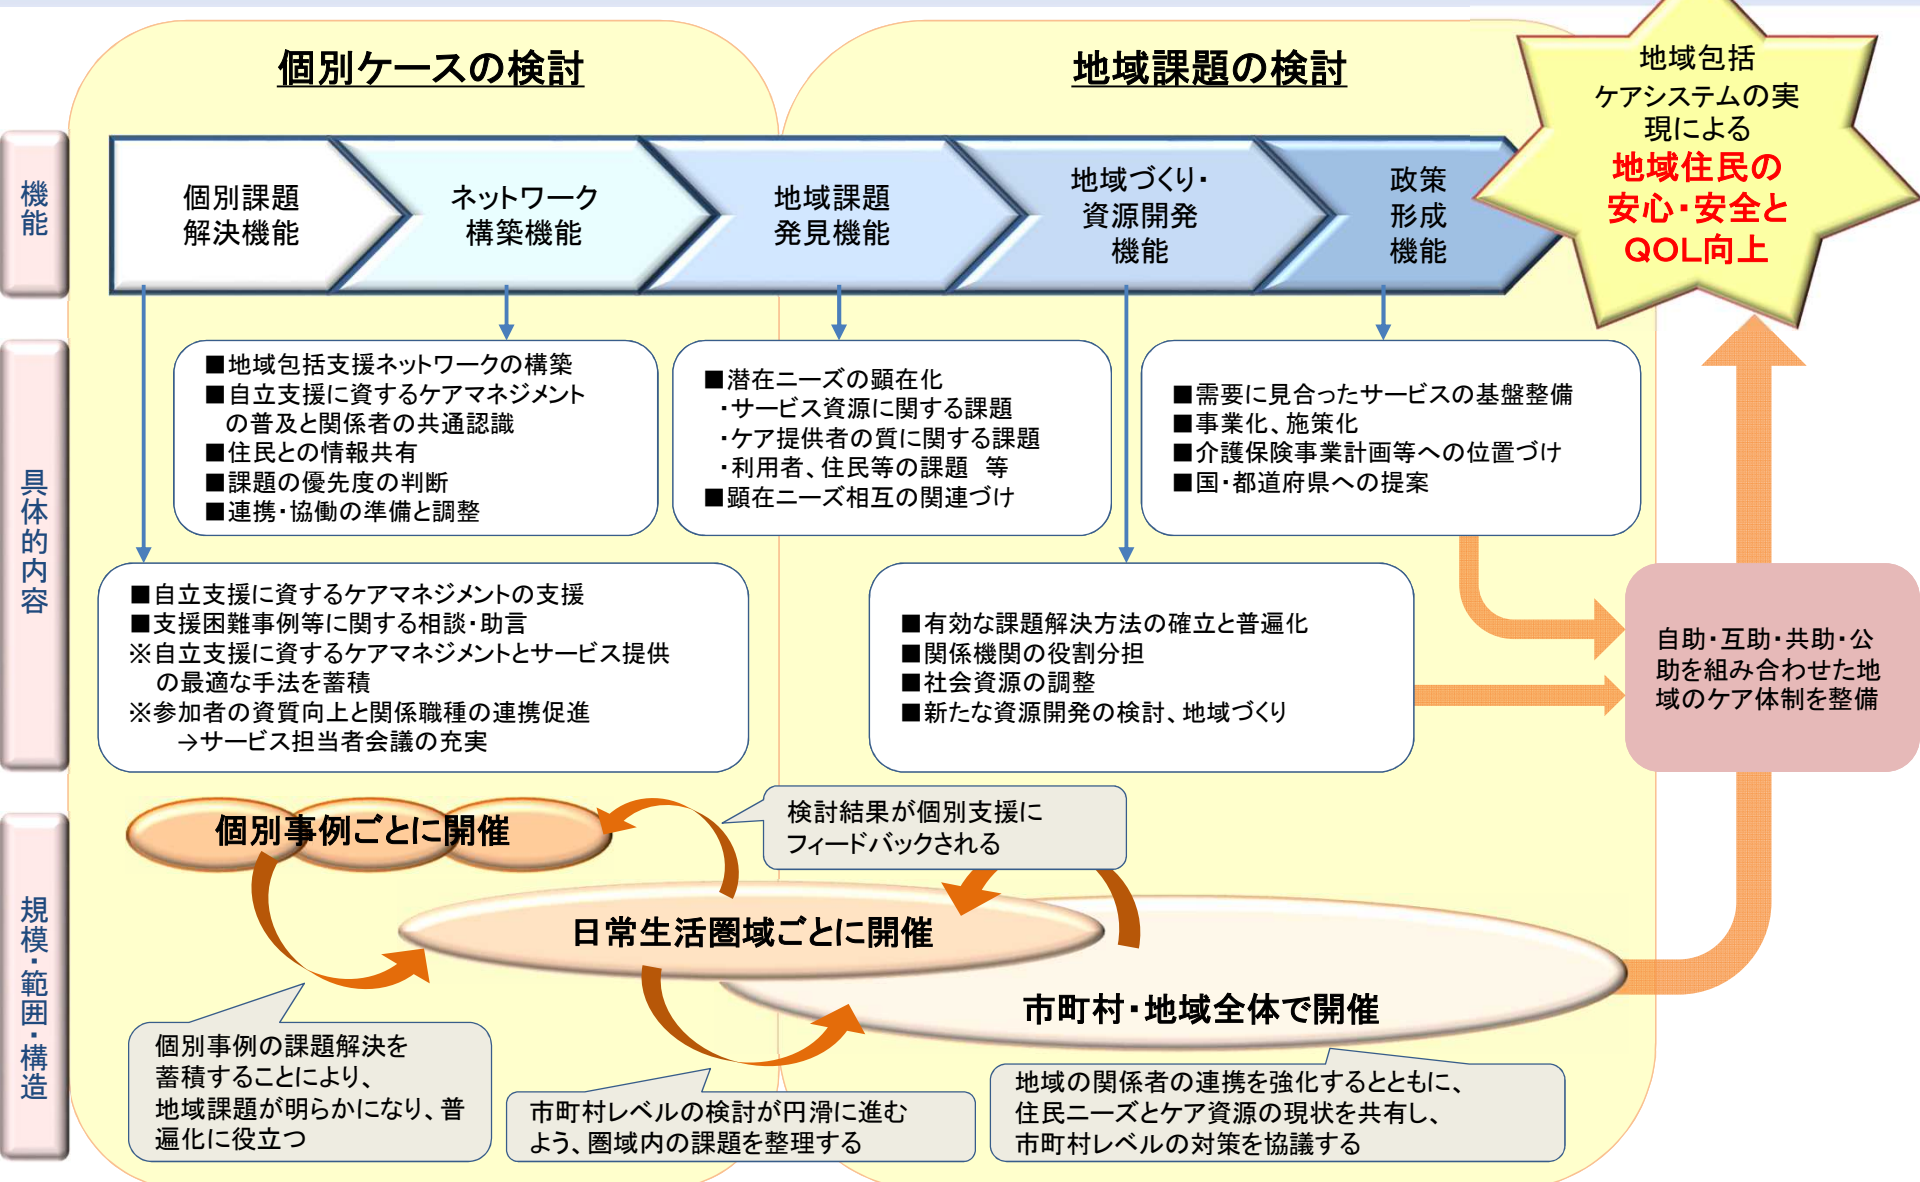 個別ケースの検討
地域課題の検討
地域包括
ケアシステムの実
現による
地域住民の
安心・安全と
QOL向上
機能
個別課題
解決機能
ネットワーク
構築機能
地域課題
発見機能
地域づくり・
資源開発
機能
政策
形成
機能
具体的内容
■地域包括支援ネットワークの構築
■自立支援に資するケアマネジメント
の普及と関係者の共通認識
■住民との情報共有
■課題の優先度の判断
■連携・協働の準備と調整
■潜在ニーズの顕在化
・サービス資源に関する課題
・ケア提供者の質に関する課題
・利用者、住民等の課題 等
■顕在ニーズ相互の関連づけ
■需要に見合ったサービスの基盤整備
■事業化、施策化
■介護保険事業計画等への位置づけ
■国・都道府県への提案
■自立支援に資するケアマネジメントの支援
■支援困難事例等に関する相談・助言
※自立支援に資するケアマネジメントとサービス提供
の最適な手法を蓄積
※参加者の資質向上と関係職種の連携促進
→サービス担当者会議の充実
■有効な課題解決方法の確立と普遍化
■関係機関の役割分担
■社会資源の調整
■新たな資源開発の検討、地域づくり
自助・互助・共助・公
助を組み合わせた地
域のケア体制を整備
規模・範囲・構造
個別事例ごとに開催
検討結果が個別支援に
フィードバックされる
日常生活圏域ごとに開催
市町村・地域全体で開催
個別事例の課題解決を
蓄積することにより、
地域課題が明らかになり、普
遍化に役立つ
市町村レベルの検討が円滑に進む
よう、圏域内の課題を整理する
地域の関係者の連携を強化するとともに、
住民ニーズとケア資源の現状を共有し、
市町村レベルの対策を協議する